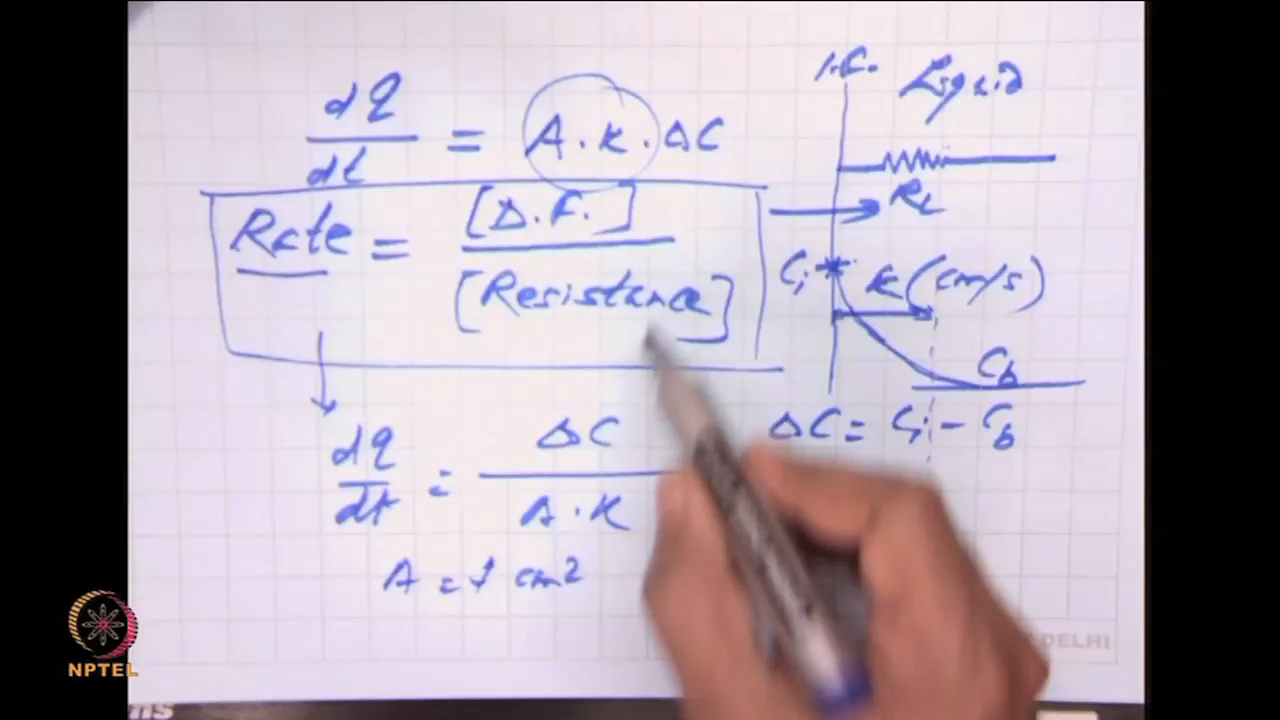 dq/dt = A.K.ΔC
Rate = [D.F.] / [Resistance]
dq/dt = ΔC / A.K
A = 1 cm²
Liquid
RL
Ci
K (cm/s)
Cb
ΔC = Ci - Cb
DELHI
NPTEL